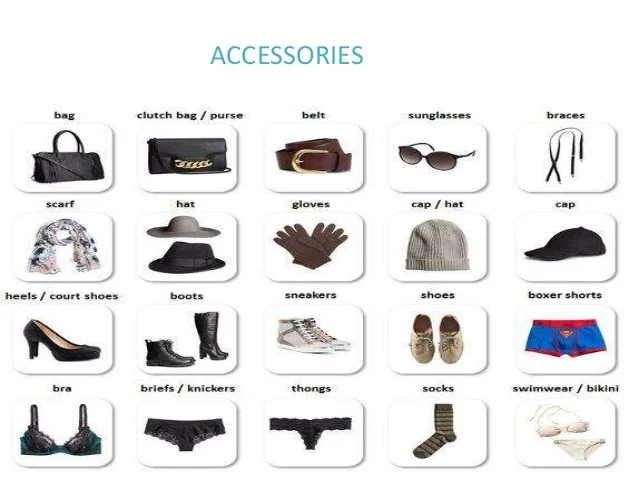 ACCESSORIES
bag
clutch bag / purse
belt
sunglasses
braces
scarf
hat
gloves
cap / hat
cap
heels / court shoes
boots
sneakers
shoes
boxer shorts
bra
briefs / knickers
thongs
socks
swimwear / bikini